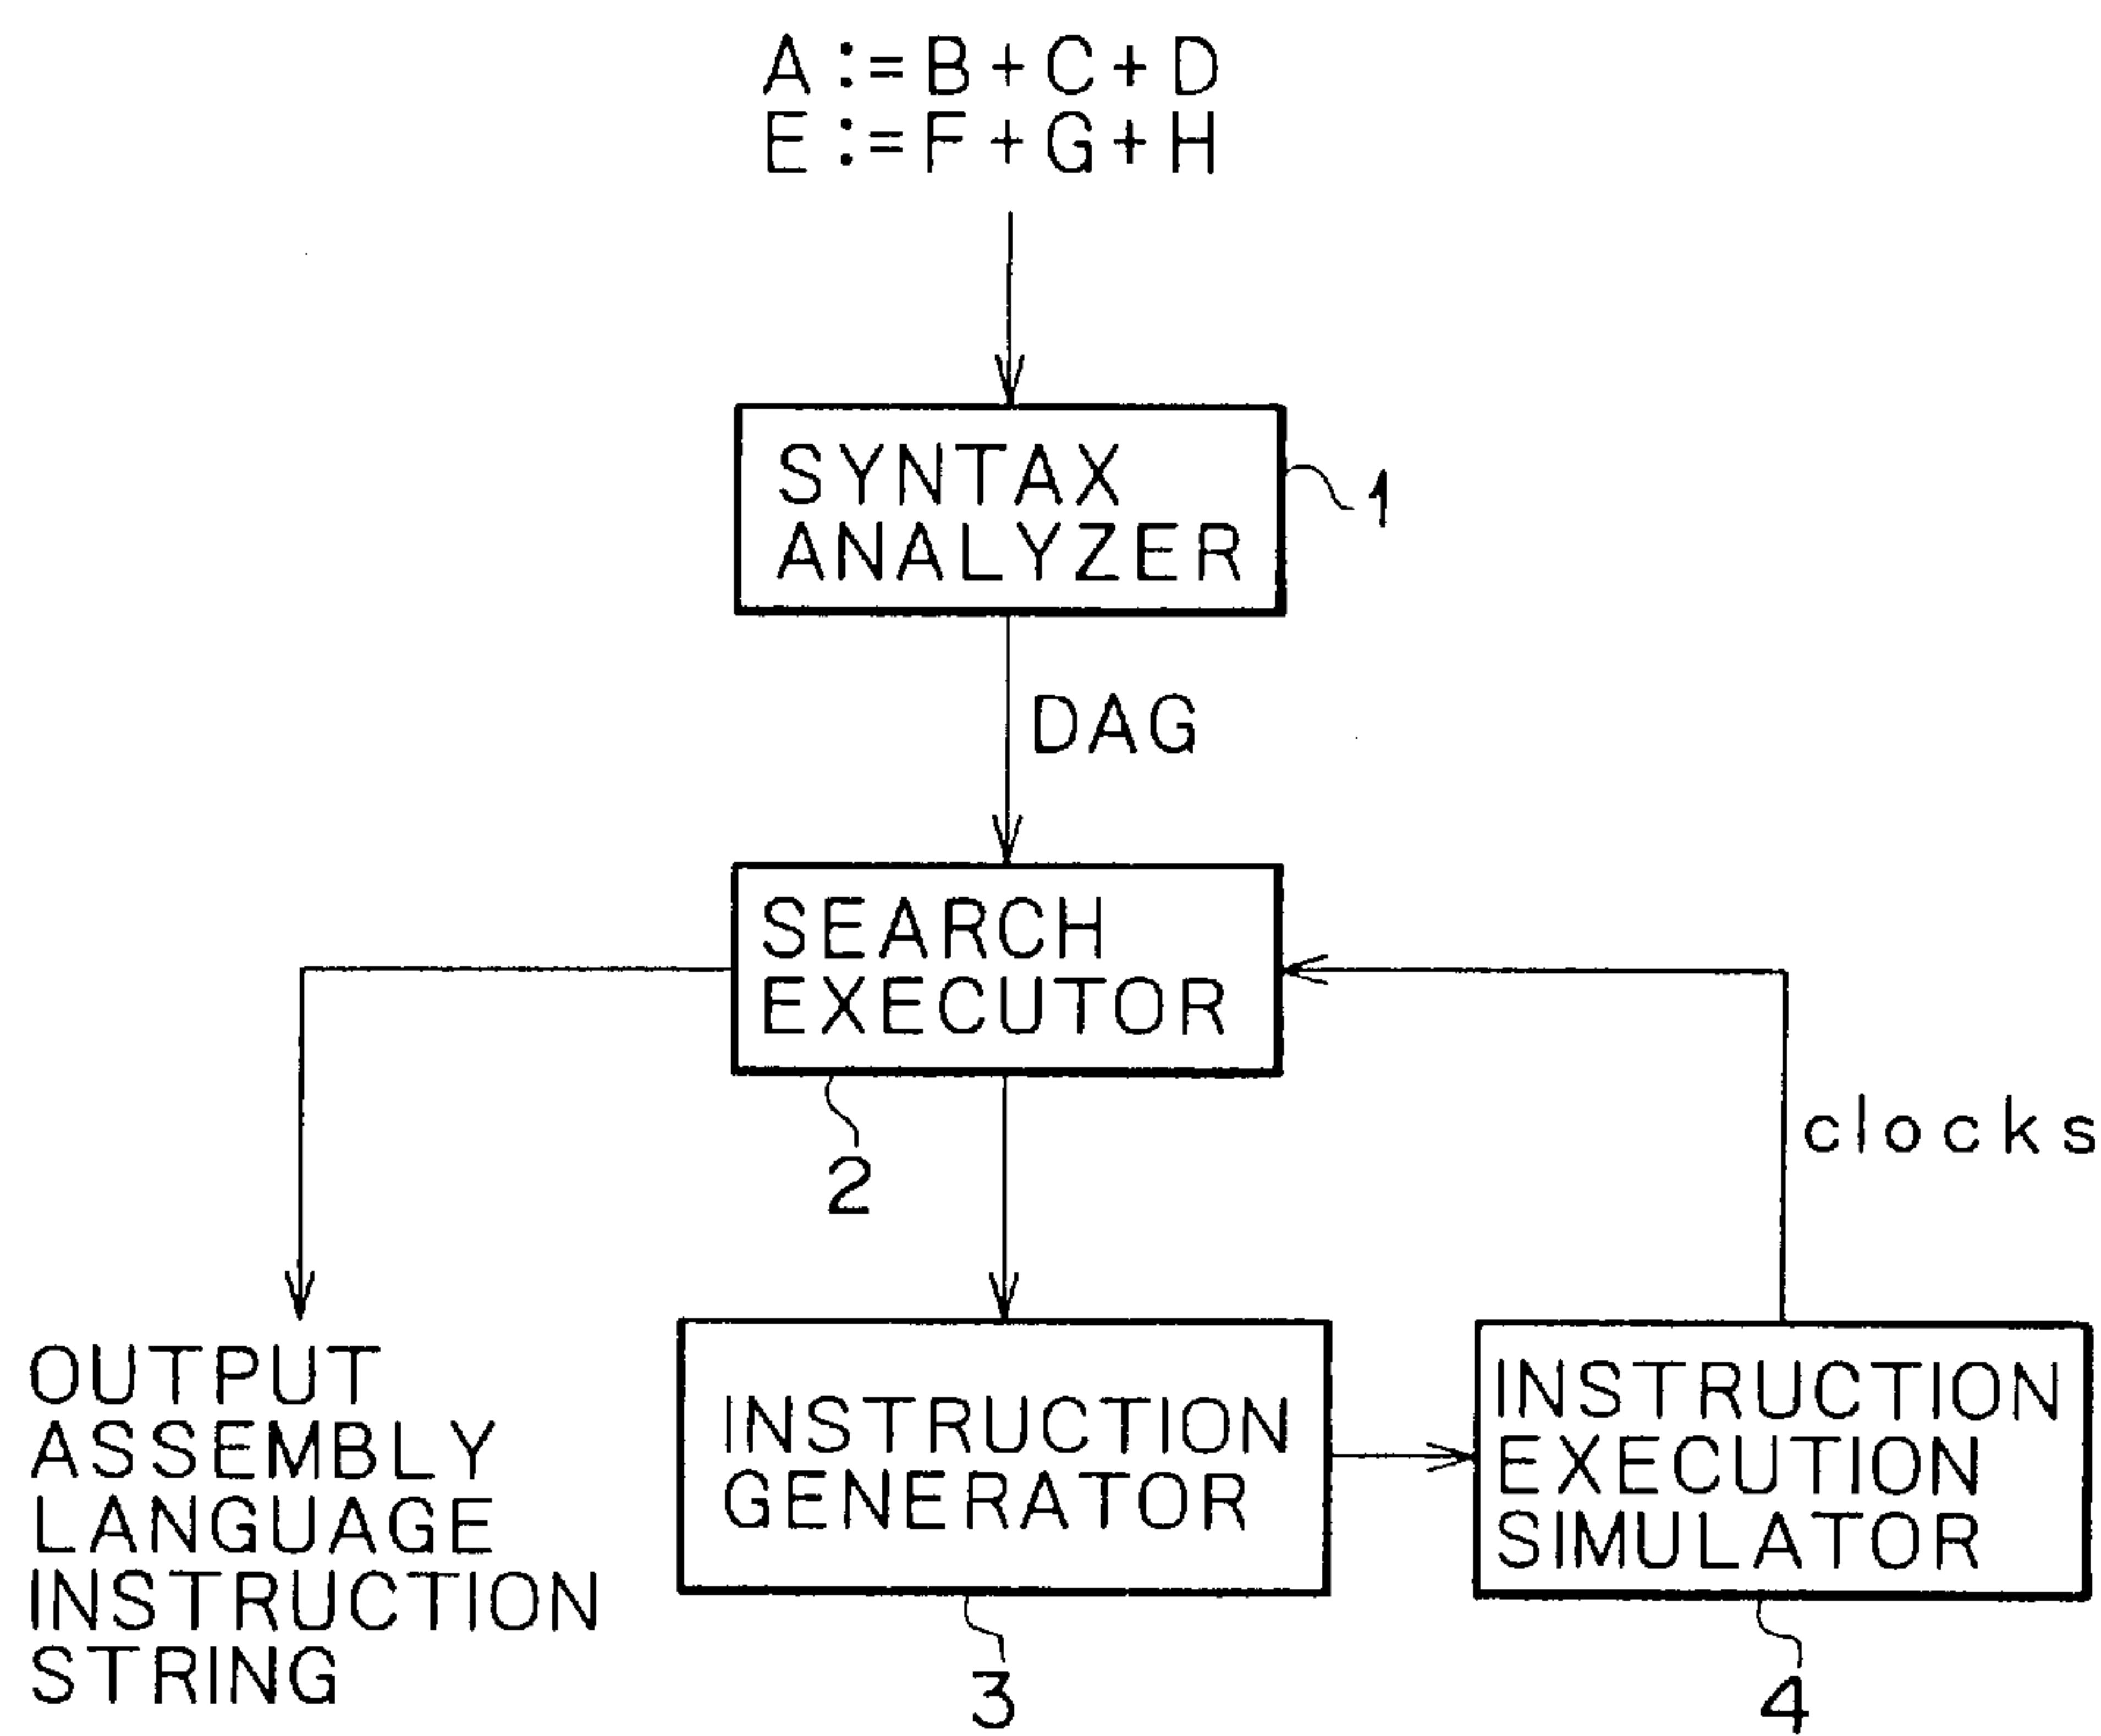 A:=B+C+D
E:=F+G+H
SYNTAX
ANALYZER
1
DAG
SEARCH
EXECUTOR
2
clocks
OUTPUT
ASSEMBLY
LANGUAGE
INSTRUCTION
STRING
INSTRUCTION
GENERATOR
3
INSTRUCTION
EXECUTION
SIMULATOR
4